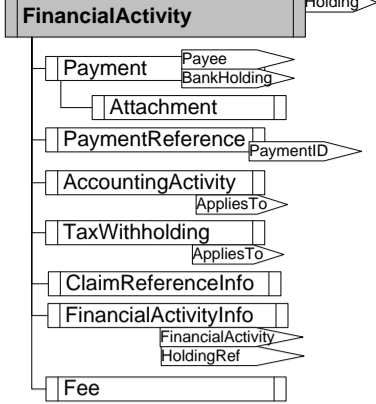 Holding
FinancialActivity
Payee
Payment
BankHolding
Attachment
PaymentReference
PaymentID
AccountingActivity
AppliesTo
TaxWithholding
AppliesTo
ClaimReferenceInfo
FinancialActivityInfo
FinancialActivity
HoldingRef
Fee